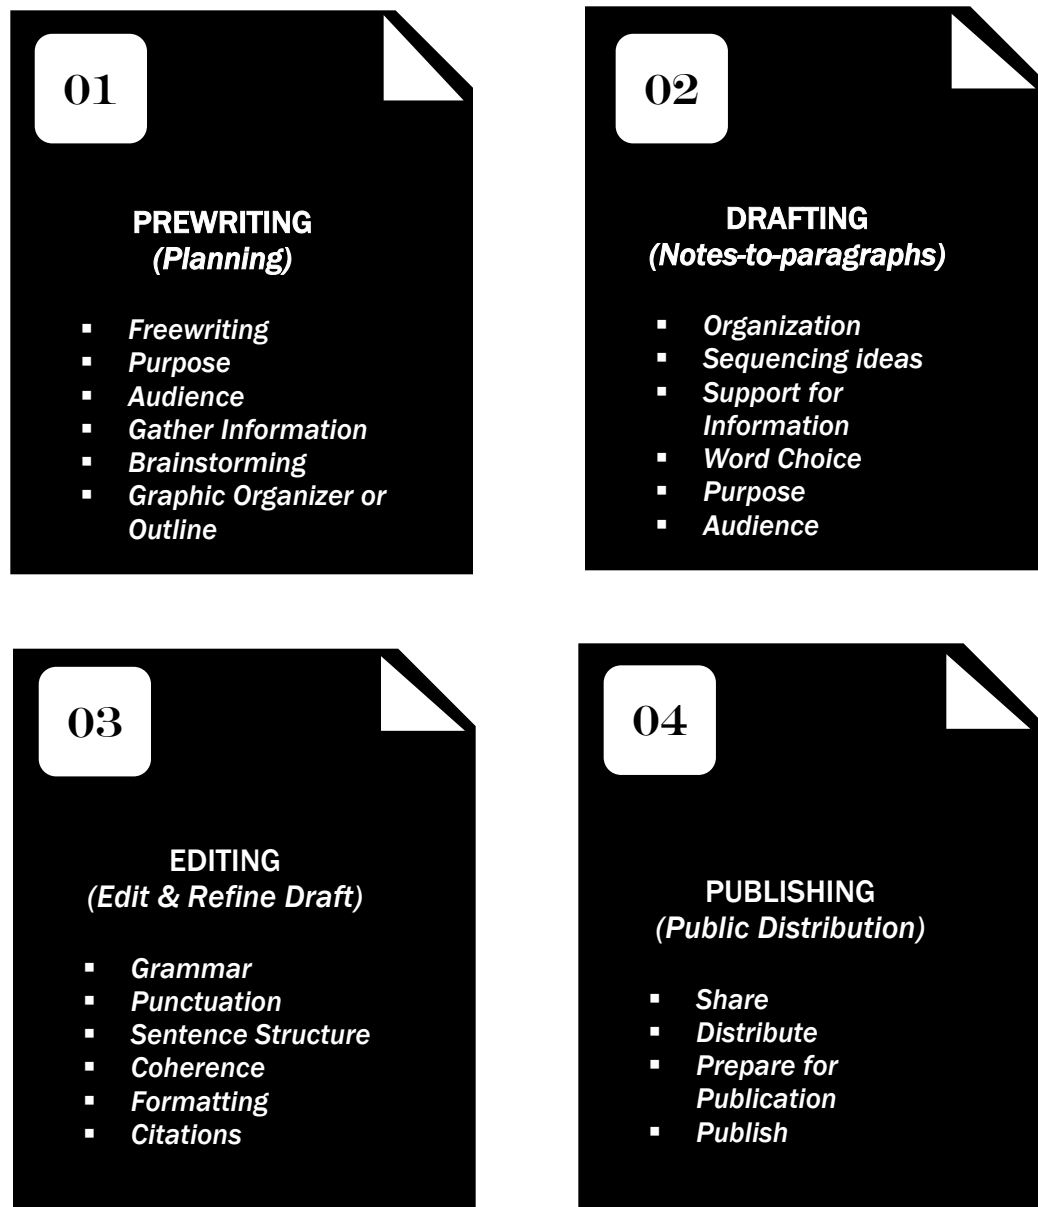 01
PREWRITING
(Planning)
▪ Freewriting
▪ Purpose
▪ Audience
▪ Gather Information
▪ Brainstorming
▪ Graphic Organizer or
Outline
02
DRAFTING
(Notes-to-paragraphs)
▪ Organization
▪ Sequencing ideas
▪ Support for
Information
▪ Word Choice
▪ Purpose
▪ Audience
03
EDITING
(Edit & Refine Draft)
▪ Grammar
▪ Punctuation
▪ Sentence Structure
▪ Coherence
▪ Formatting
▪ Citations
04
PUBLISHING
(Public Distribution)
▪ Share
▪ Distribute
▪ Prepare for
Publication
▪ Publish